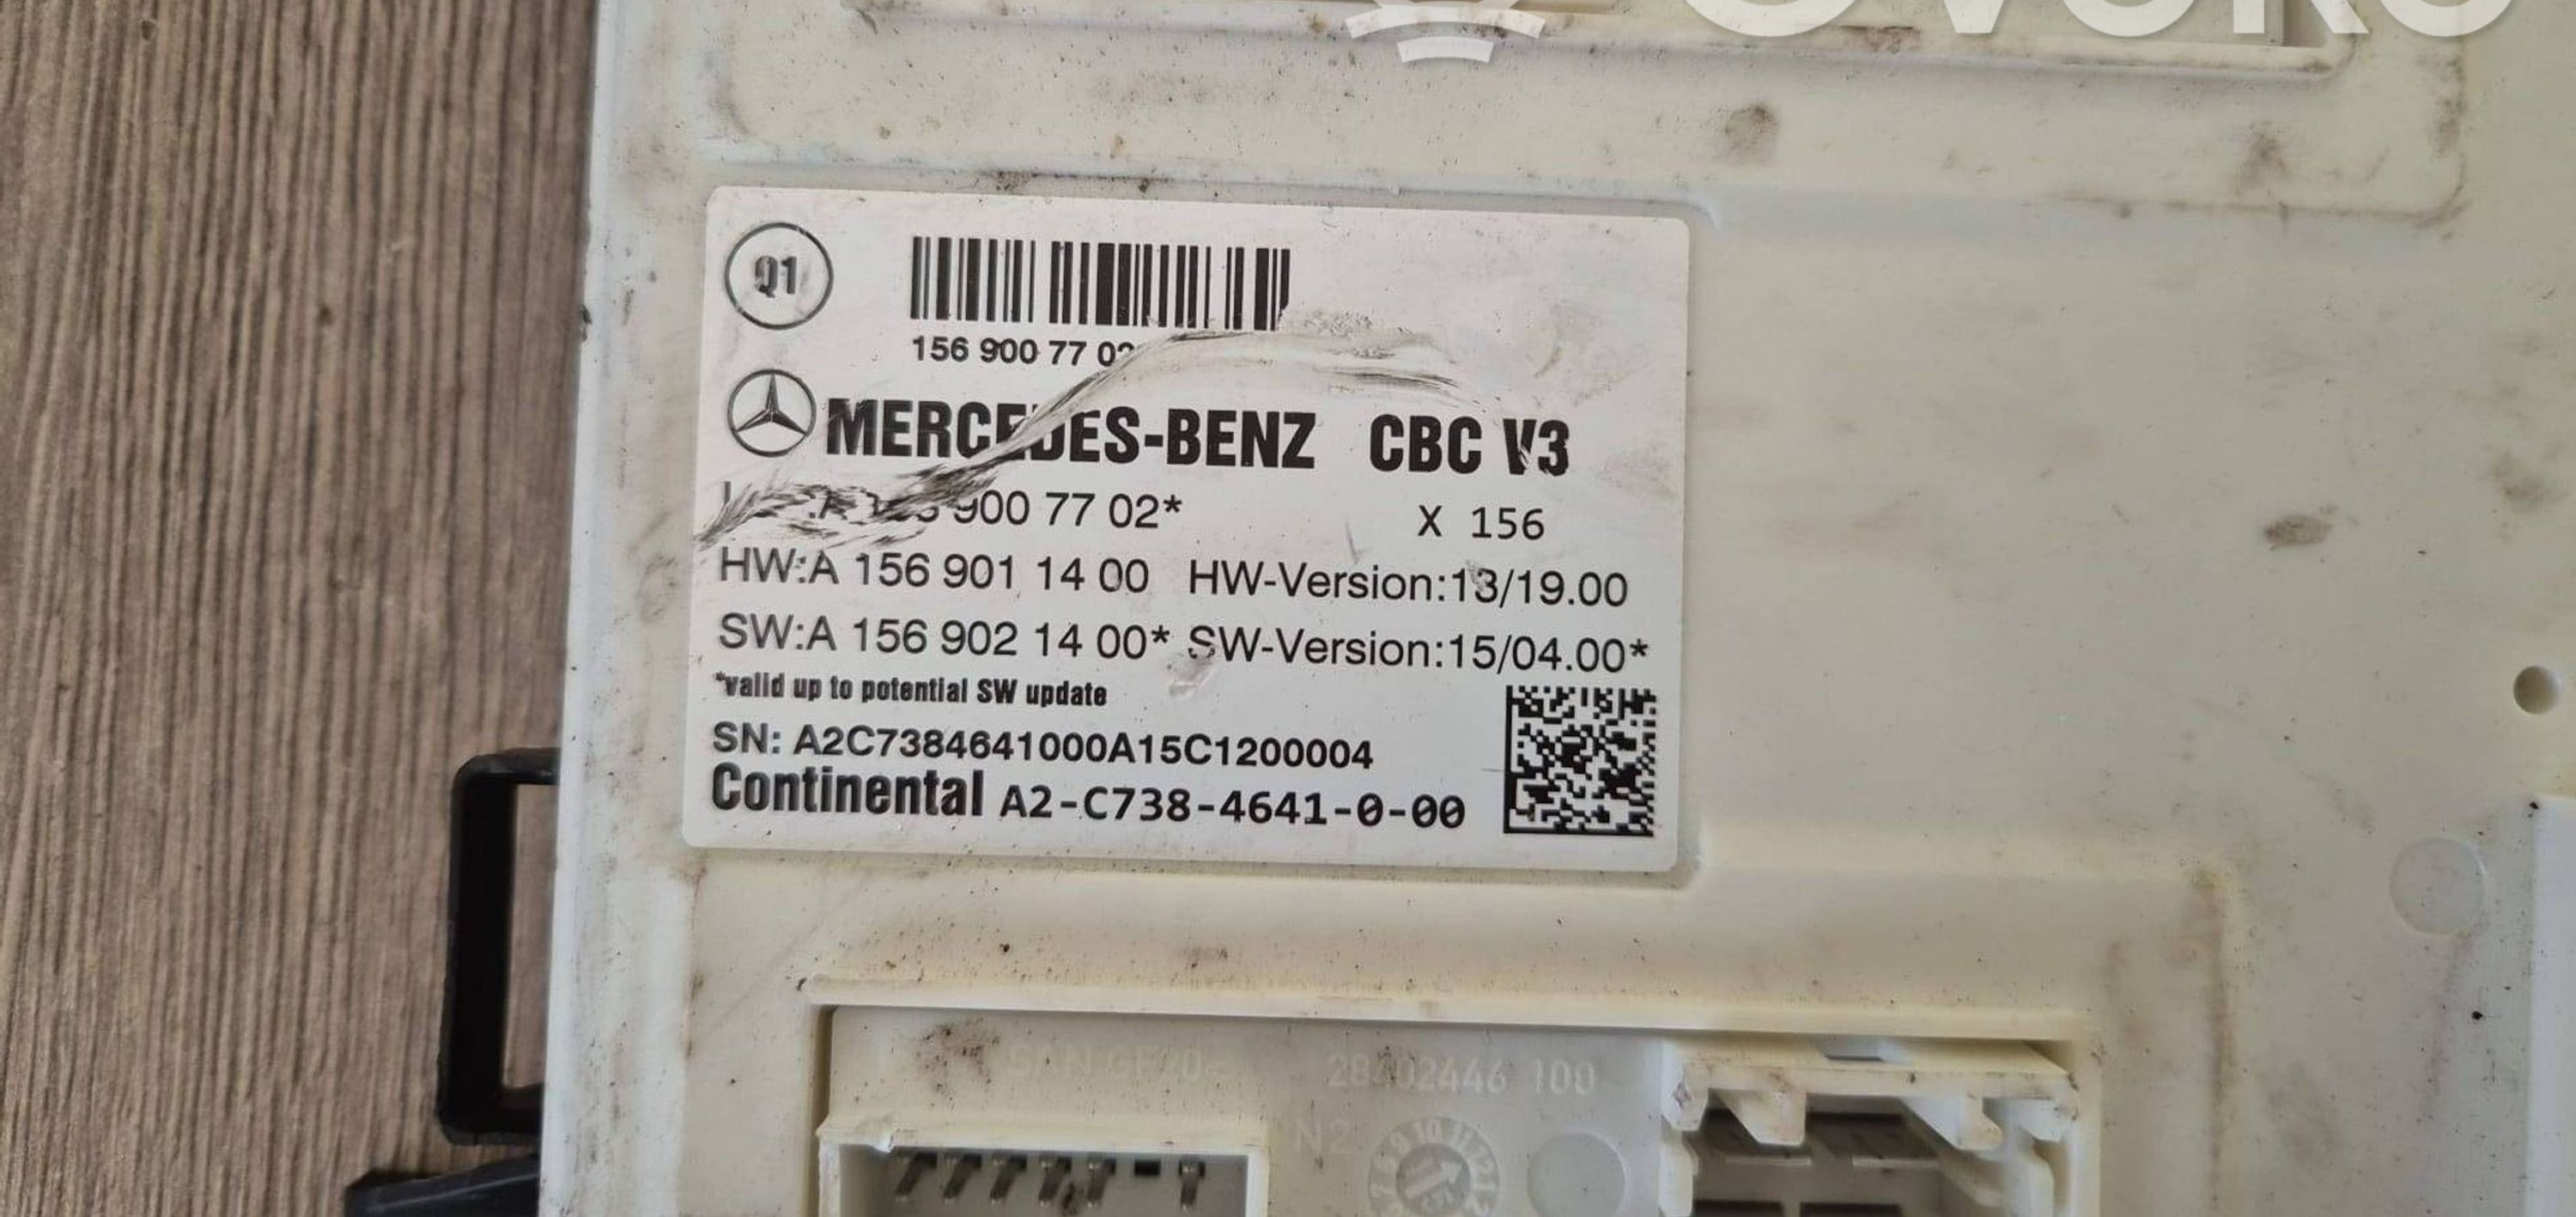 Q1
156 900 77 02
MERCEDES-BENZ CBC V3
900 77 02* X 156
HW:A 156 901 14 00 HW-Version:13/19.00
SW:A 156 902 14 00* SW-Version:15/04.00*
*valid up to potential SW update
SN: A2C7384641000A15C1200004
Continental A2-C738-4641-0-00
100